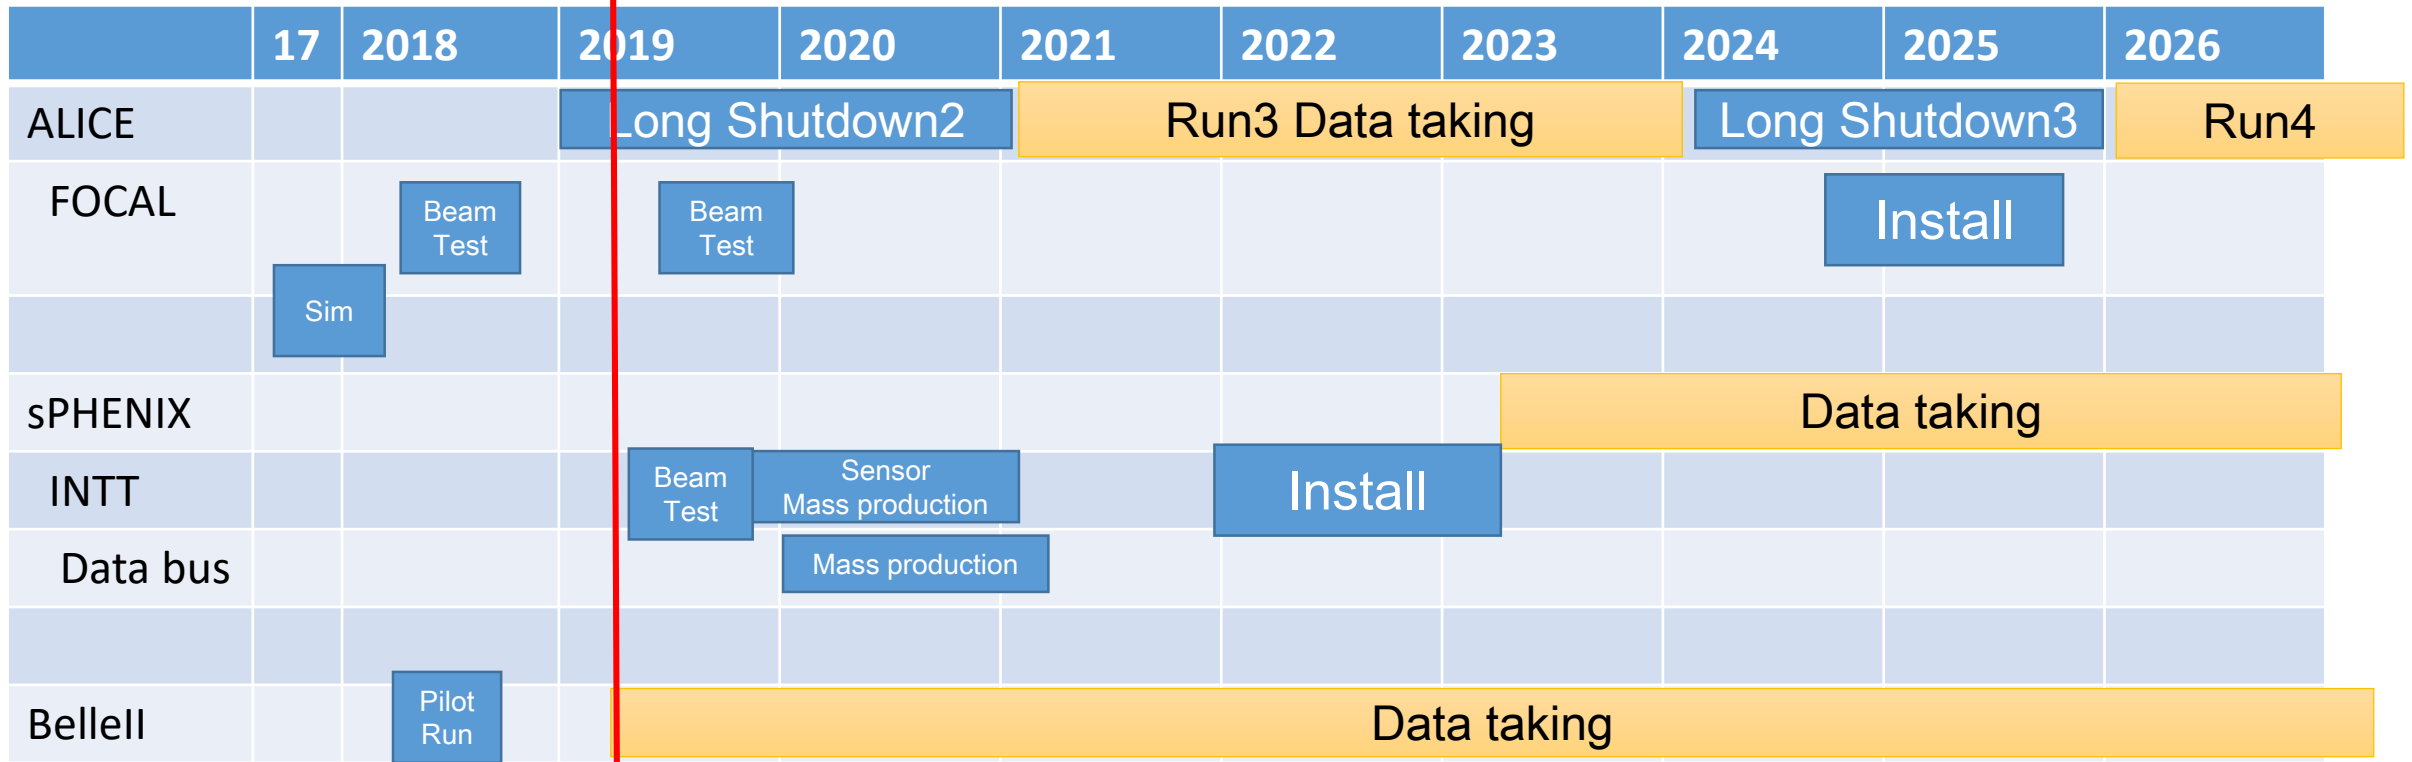 17 2018 2019 2020 2021 2022 2023 2024 2025 2026
ALICE Long Shutdown2 Run3 Data taking Long Shutdown3 Run4
FOCAL
Beam
Test
Beam
Test
Install
Sim
sPHENIX Data taking
INTT
Beam
Test
Sensor
Mass production
Install
Data bus Mass production
BelleII
Pilot
Run
Data taking